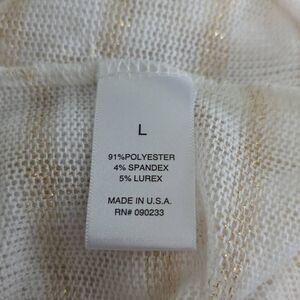 L
91%POLYESTER
4% SPANDEX
5% LUREX
MADE IN U.S.A.
RN# 090233